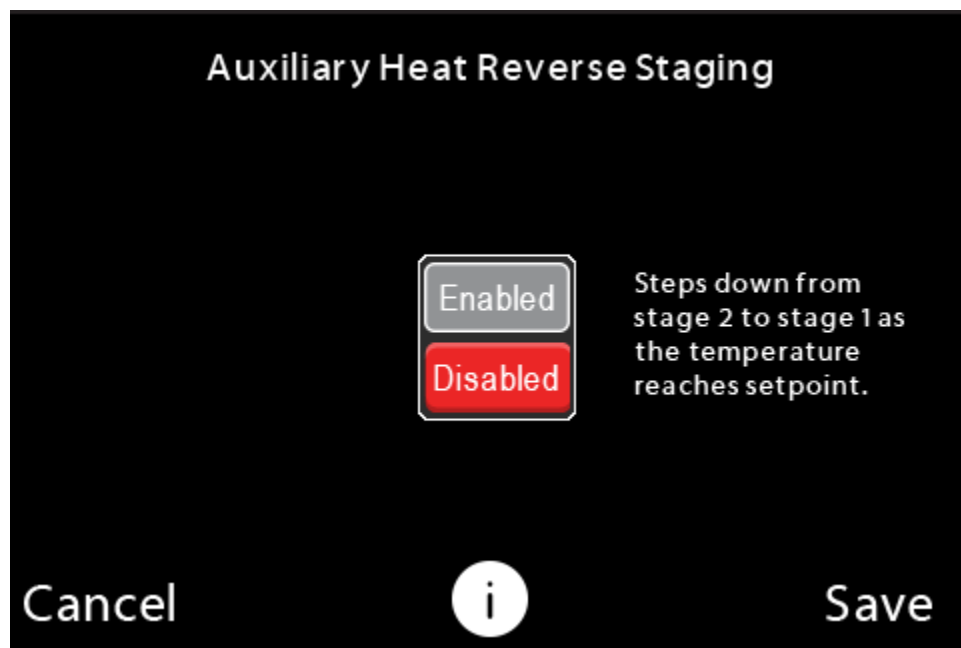 Auxiliary Heat Reverse Staging
Enabled
Disabled
Steps down from
stage 2 to stage 1 as
the temperature
reaches setpoint.
Cancel
i
Save